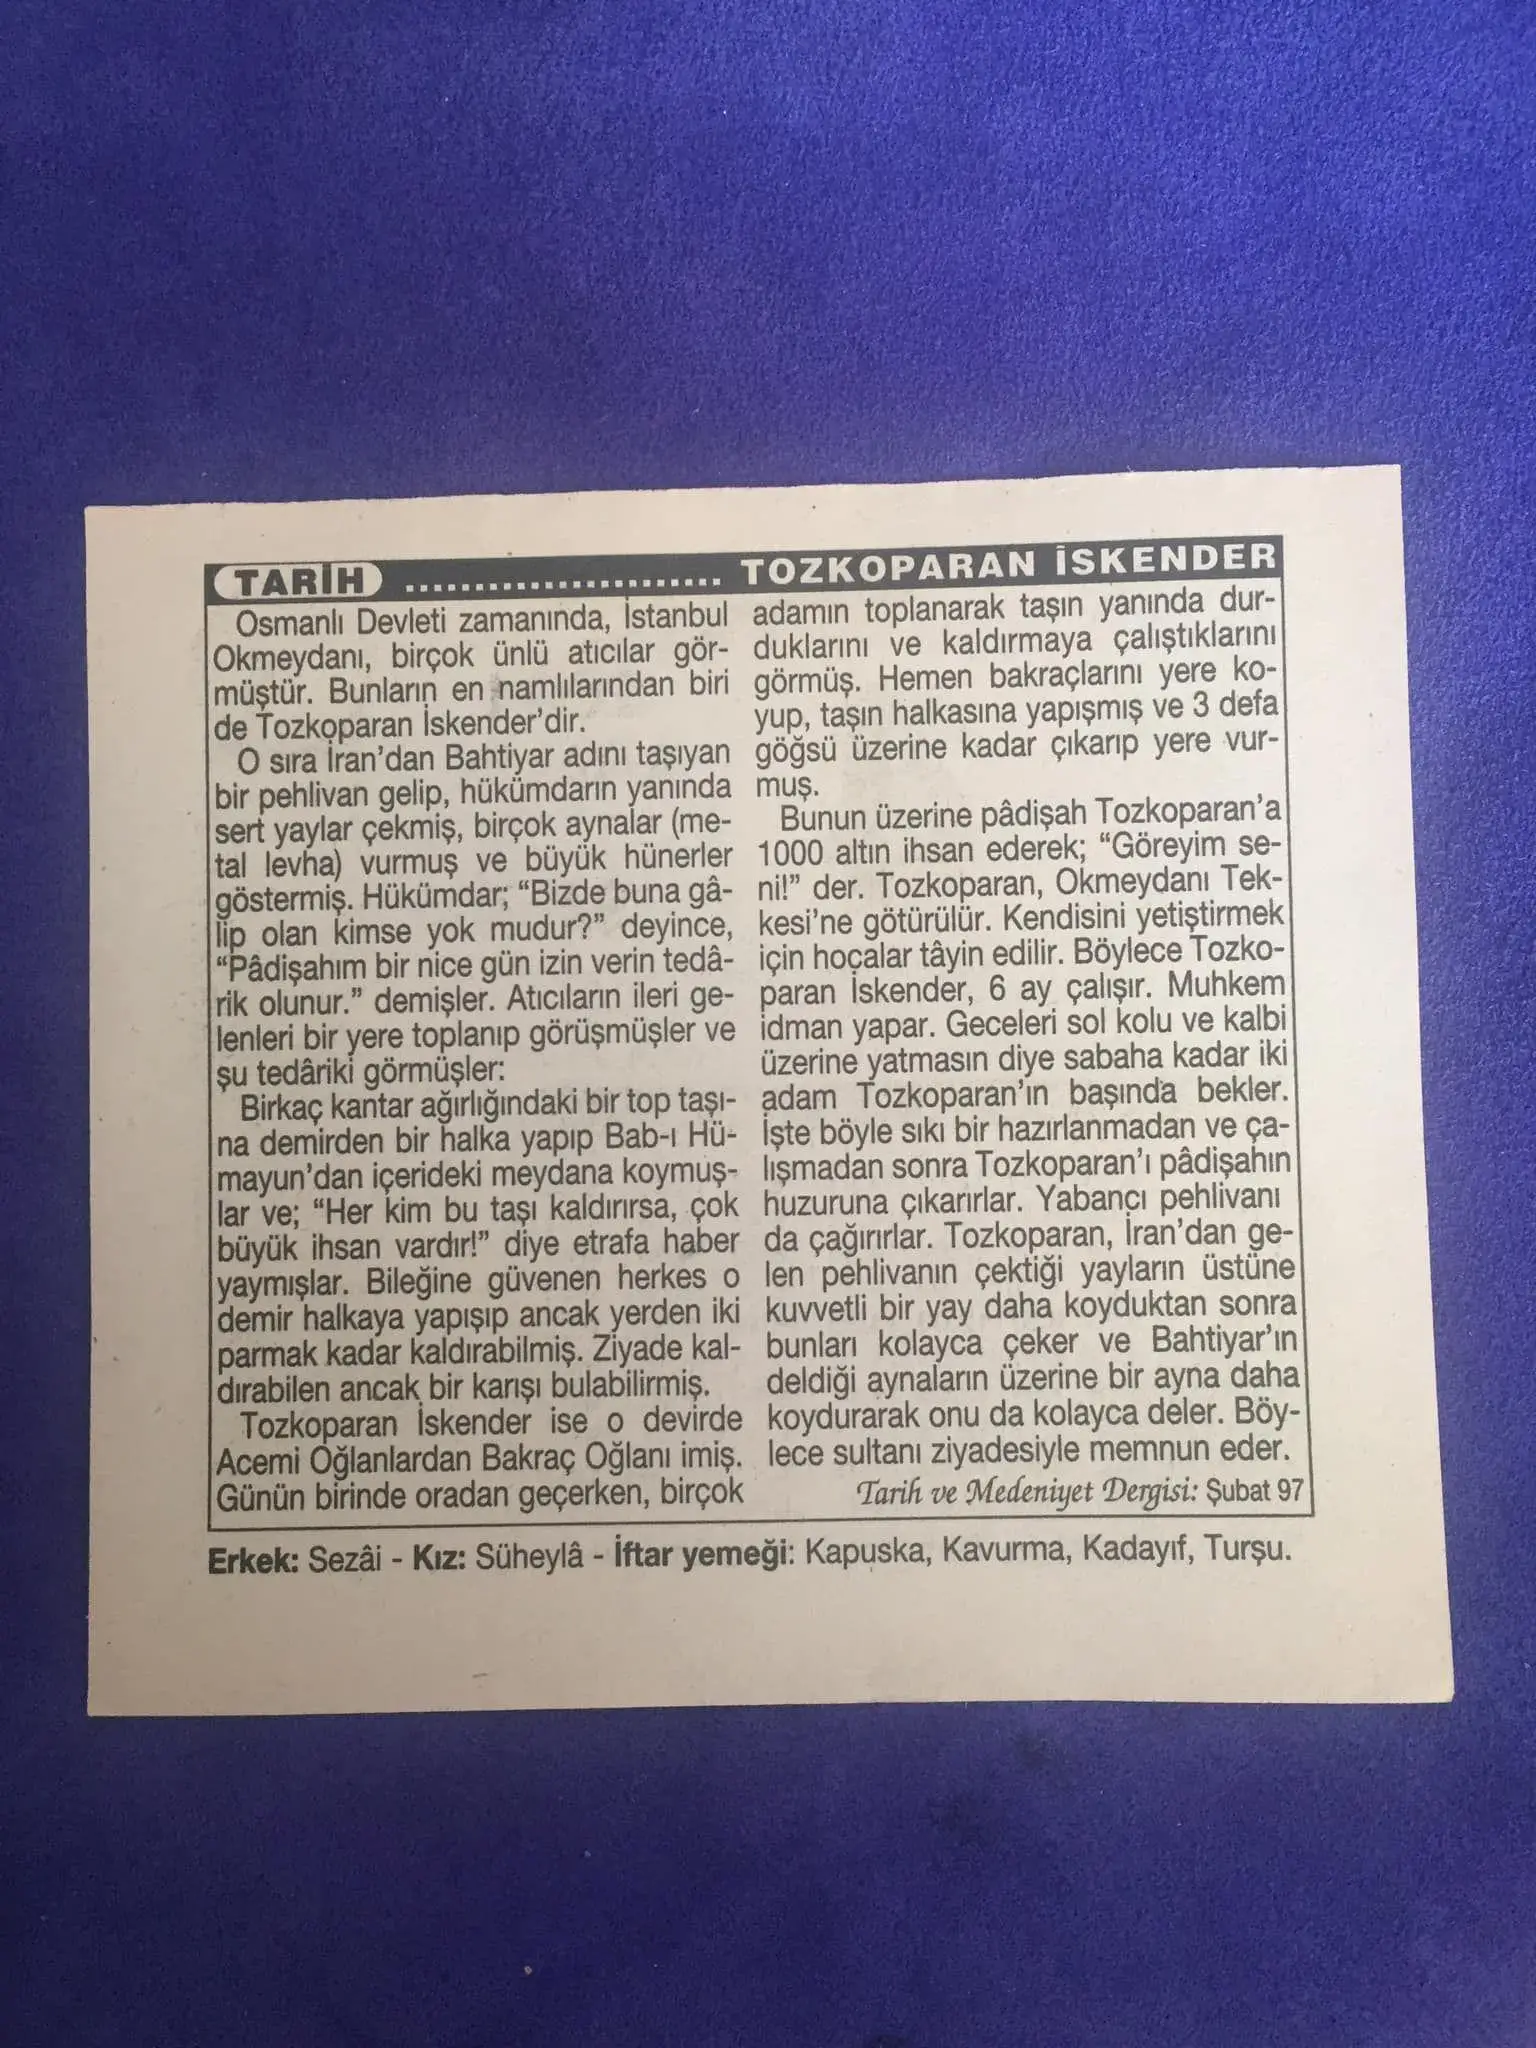 TARİH ........................ TOZKOPARAN İSKENDER
Osmanlı Devleti zamanında, İstanbul
Okmeydanı, birçok ünlü atıcılar gör-
müştür. Bunların en namlılarından biri
de Tozkoparan İskender'dir.
O sıra İran'dan Bahtiyar adını taşıyan
bir pehlivan gelip, hükümdarın yanında
sert yaylar çekmiş, birçok aynalar (me-
tal levha) vurmuş ve büyük hünerler
göstermiş. Hükümdar; “Bizde buna gâ-
lip olan kimse yok mudur?” deyince,
“Pâdişahım bir nice gün izin verin tedâ-
rik olunur.” demişler. Atıcıların ileri ge-
lenleri bir yere toplanıp görüşmüşler ve
şu tedâriki görmüşler:
Birkaç kantar ağırlığındaki bir top taşı-
na demirden bir halka yapıp Bab-ı Hü-
mayun'dan içerideki meydana koymuş-
lar ve; “Her kim bu taşı kaldırırsa, çok
büyük ihsan vardır!” diye etrafa haber
yaymışlar. Bileğine güvenen herkes o
demir halkaya yapışıp ancak yerden iki
parmak kadar kaldırabilmiş. Ziyade kal-
dırabilen ancak bir karışı bulabilirmiş.
Tozkoparan İskender ise o devirde
Acemi Oğlanlardan Bakraç Oğlanı imiş.
Günün birinde oradan geçerken, birçok
adamın toplanarak taşın yanında dur-
duklarını ve kaldırmaya çalıştıklarını
görmüş. Hemen bakraçlarını yere ko-
yup, taşın halkasına yapışmış ve 3 defa
göğsü üzerine kadar çıkarıp yere vur-
muş.
Bunun üzerine pâdişah Tozkoparan'a
1000 altın ihsan ederek; “Göreyim se-
ni!” der. Tozkoparan, Okmeydanı Tek-
kesi'ne götürülür. Kendisini yetiştirmek
için hocalar tâyin edilir. Böylece Tozko-
paran İskender, 6 ay çalışır. Muhkem
idman yapar. Geceleri sol kolu ve kalbi
üzerine yatmasın diye sabaha kadar iki
adam Tozkoparan'ın başında bekler.
İşte böyle sıkı bir hazırlanmadan ve ça-
lışmadan sonra Tozkoparan'ı pâdişahın
huzuruna çıkarırlar. Yabancı pehlivanı
da çağırırlar. Tozkoparan, İran'dan ge-
len pehlivanın çektiği yayların üstüne
kuvvetli bir yay daha koyduktan sonra
bunları kolayca çeker ve Bahtiyar'ın
deldiği aynaların üzerine bir ayna daha
koydurarak onu da kolayca deler. Böy-
lece sultanı ziyadesiyle memnun eder.
Tarih ve Medeniyet Dergisi: Şubat 97
Erkek: Sezâi - Kız: Süheylâ - İftar yemeği: Kapuska, Kavurma, Kadayıf, Turşu.